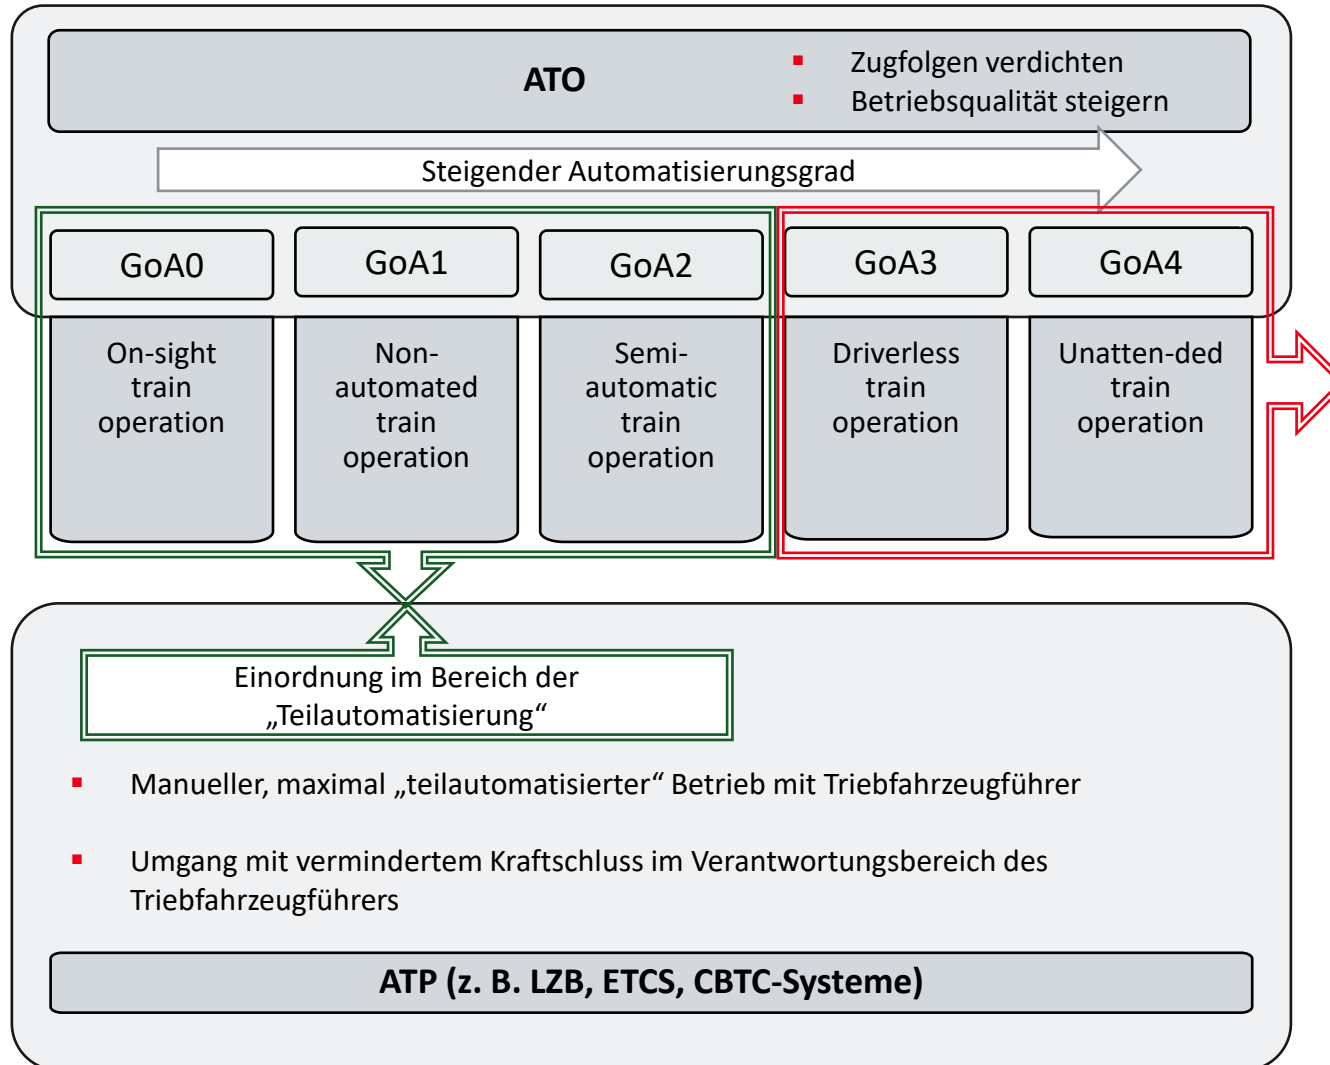 ATO
Zugfolgen verdichten
Betriebsqualität steigern
Steigender Automatisierungsgrad
GoA0
GoA1
GoA2
GoA3
GoA4
On-sight
train
operation
Non-
automated
train
operation
Semi-
automatic
train
operation
Driverless
train
operation
Unatten-ded
train
operation
Einordnung im Bereich der
„Teilautomatisierung“
Manueller, maximal „teilautomatisierter“ Betrieb mit Triebfahrzeugführer
Umgang mit vermindertem Kraftschluss im Verantwortungsbereich des
Triebfahrzeugführers
ATP (z. B. LZB, ETCS, CBTC-Systeme)